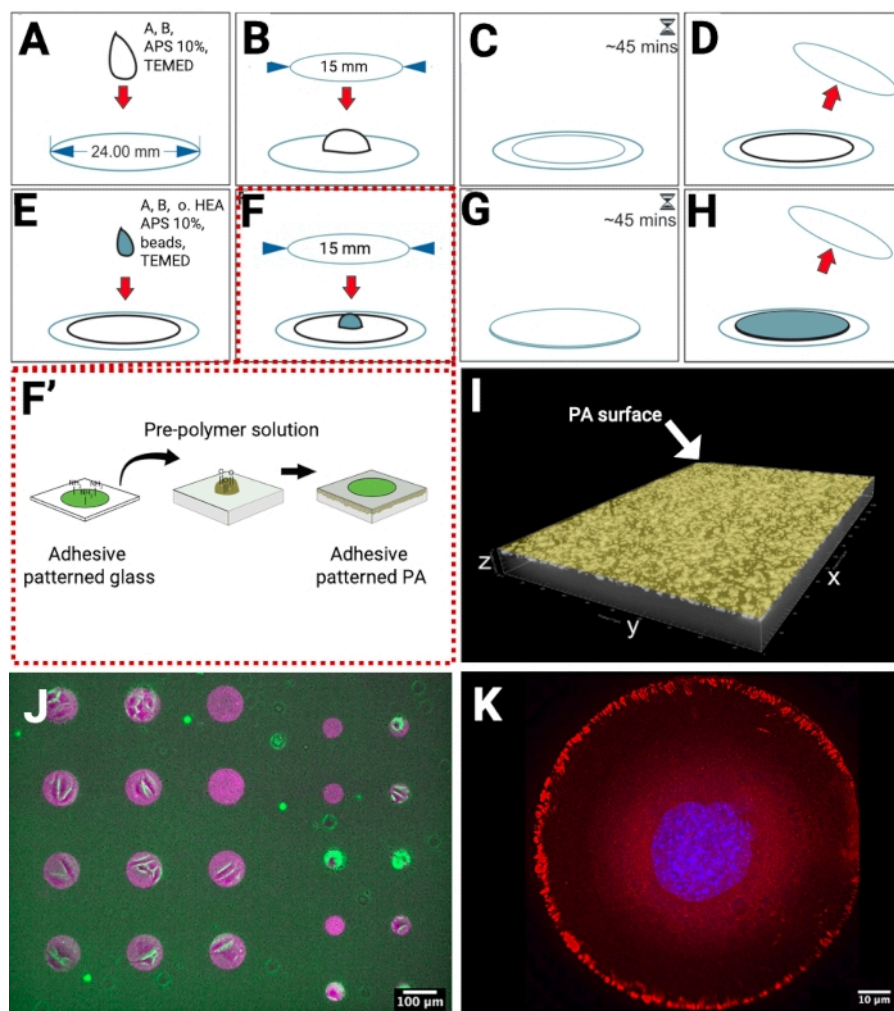 A
A, B,
APS 10%,
TEMED
24.00 mm
B
15 mm
C
~45 mins
D
E
A, B, o. HEA
APS 10%,
beads,
TEMED
F
15 mm
G
~45 mins
H
F’
Pre-polymer solution
Adhesive
patterned glass
Adhesive
patterned PA
I
PA surface
z
y
x
J
100 µm
K
10 µm